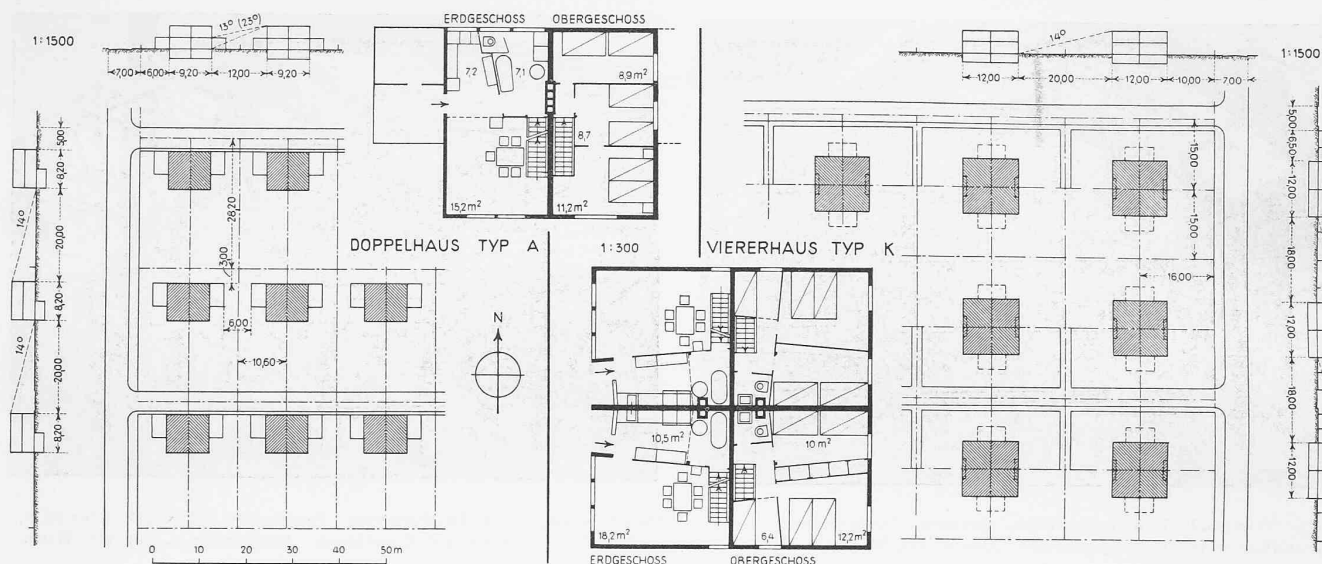 ERDGESCHOSS OBERGESCHOSS
1:1500
13° (23°)
7,00 6,00 9,20 12,00 9,20
7,2 7,1 8,9 m²
8,7
15,2 m² 11,2 m²
14°
12,00 20,00 12,00 10,00 7,00
1:1500
5,00 8,20 20,00 8,20 20,00 8,20
14°
14°
28,20
3,00
6,00
10,60
DOPPELHAUS TYP A
1:300
VIERERHAUS TYP K
N
15,00
15,00
16,00
5,00 6,50 12,00 18,00 12,00 18,00 12,00
10,5 m² 10 m²
18,2 m² 6,4 12,2 m²
0 10 20 30 40 50 m
ERDGESCHOSS OBERGESCHOSS